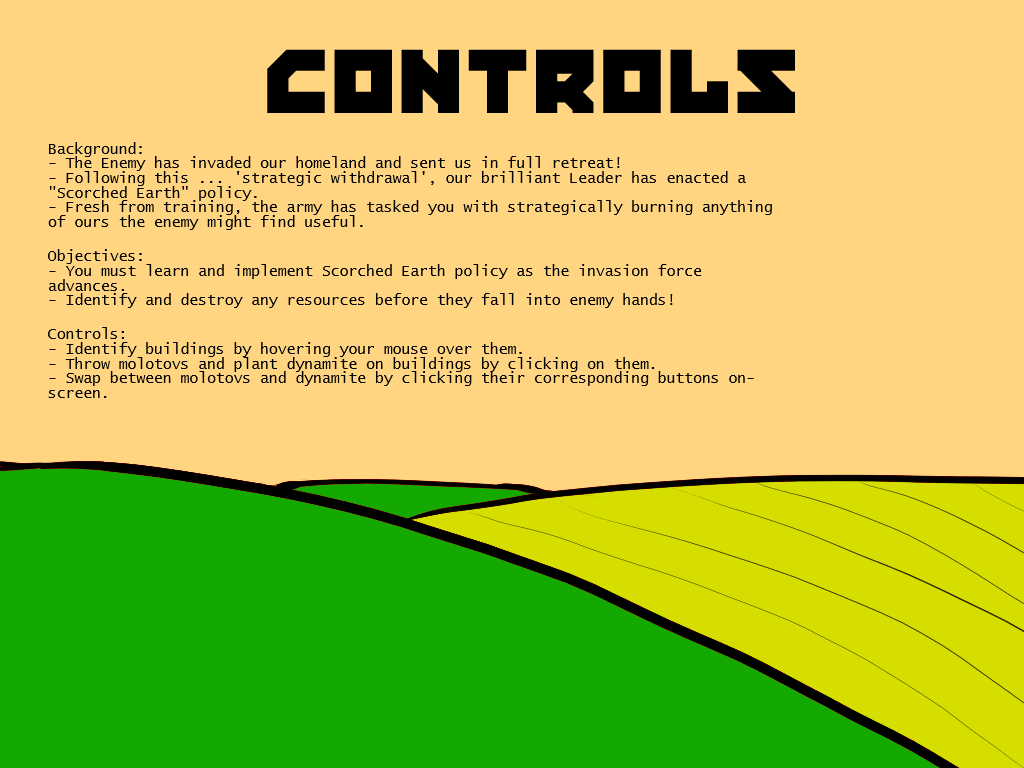 CONTROLS
Background:
- The Enemy has invaded our homeland and sent us in full retreat!
- Following this ... 'strategic withdrawal', our brilliant Leader has enacted a
"Scorched Earth" policy.
- Fresh from training, the army has tasked you with strategically burning anything
of ours the enemy might find useful.
Objectives:
- You must learn and implement Scorched Earth policy as the invasion force
advances.
- Identify and destroy any resources before they fall into enemy hands!
Controls:
- Identify buildings by hovering your mouse over them.
- Throw molotovs and plant dynamite on buildings by clicking on them.
- Swap between molotovs and dynamite by clicking their corresponding buttons on-
screen.